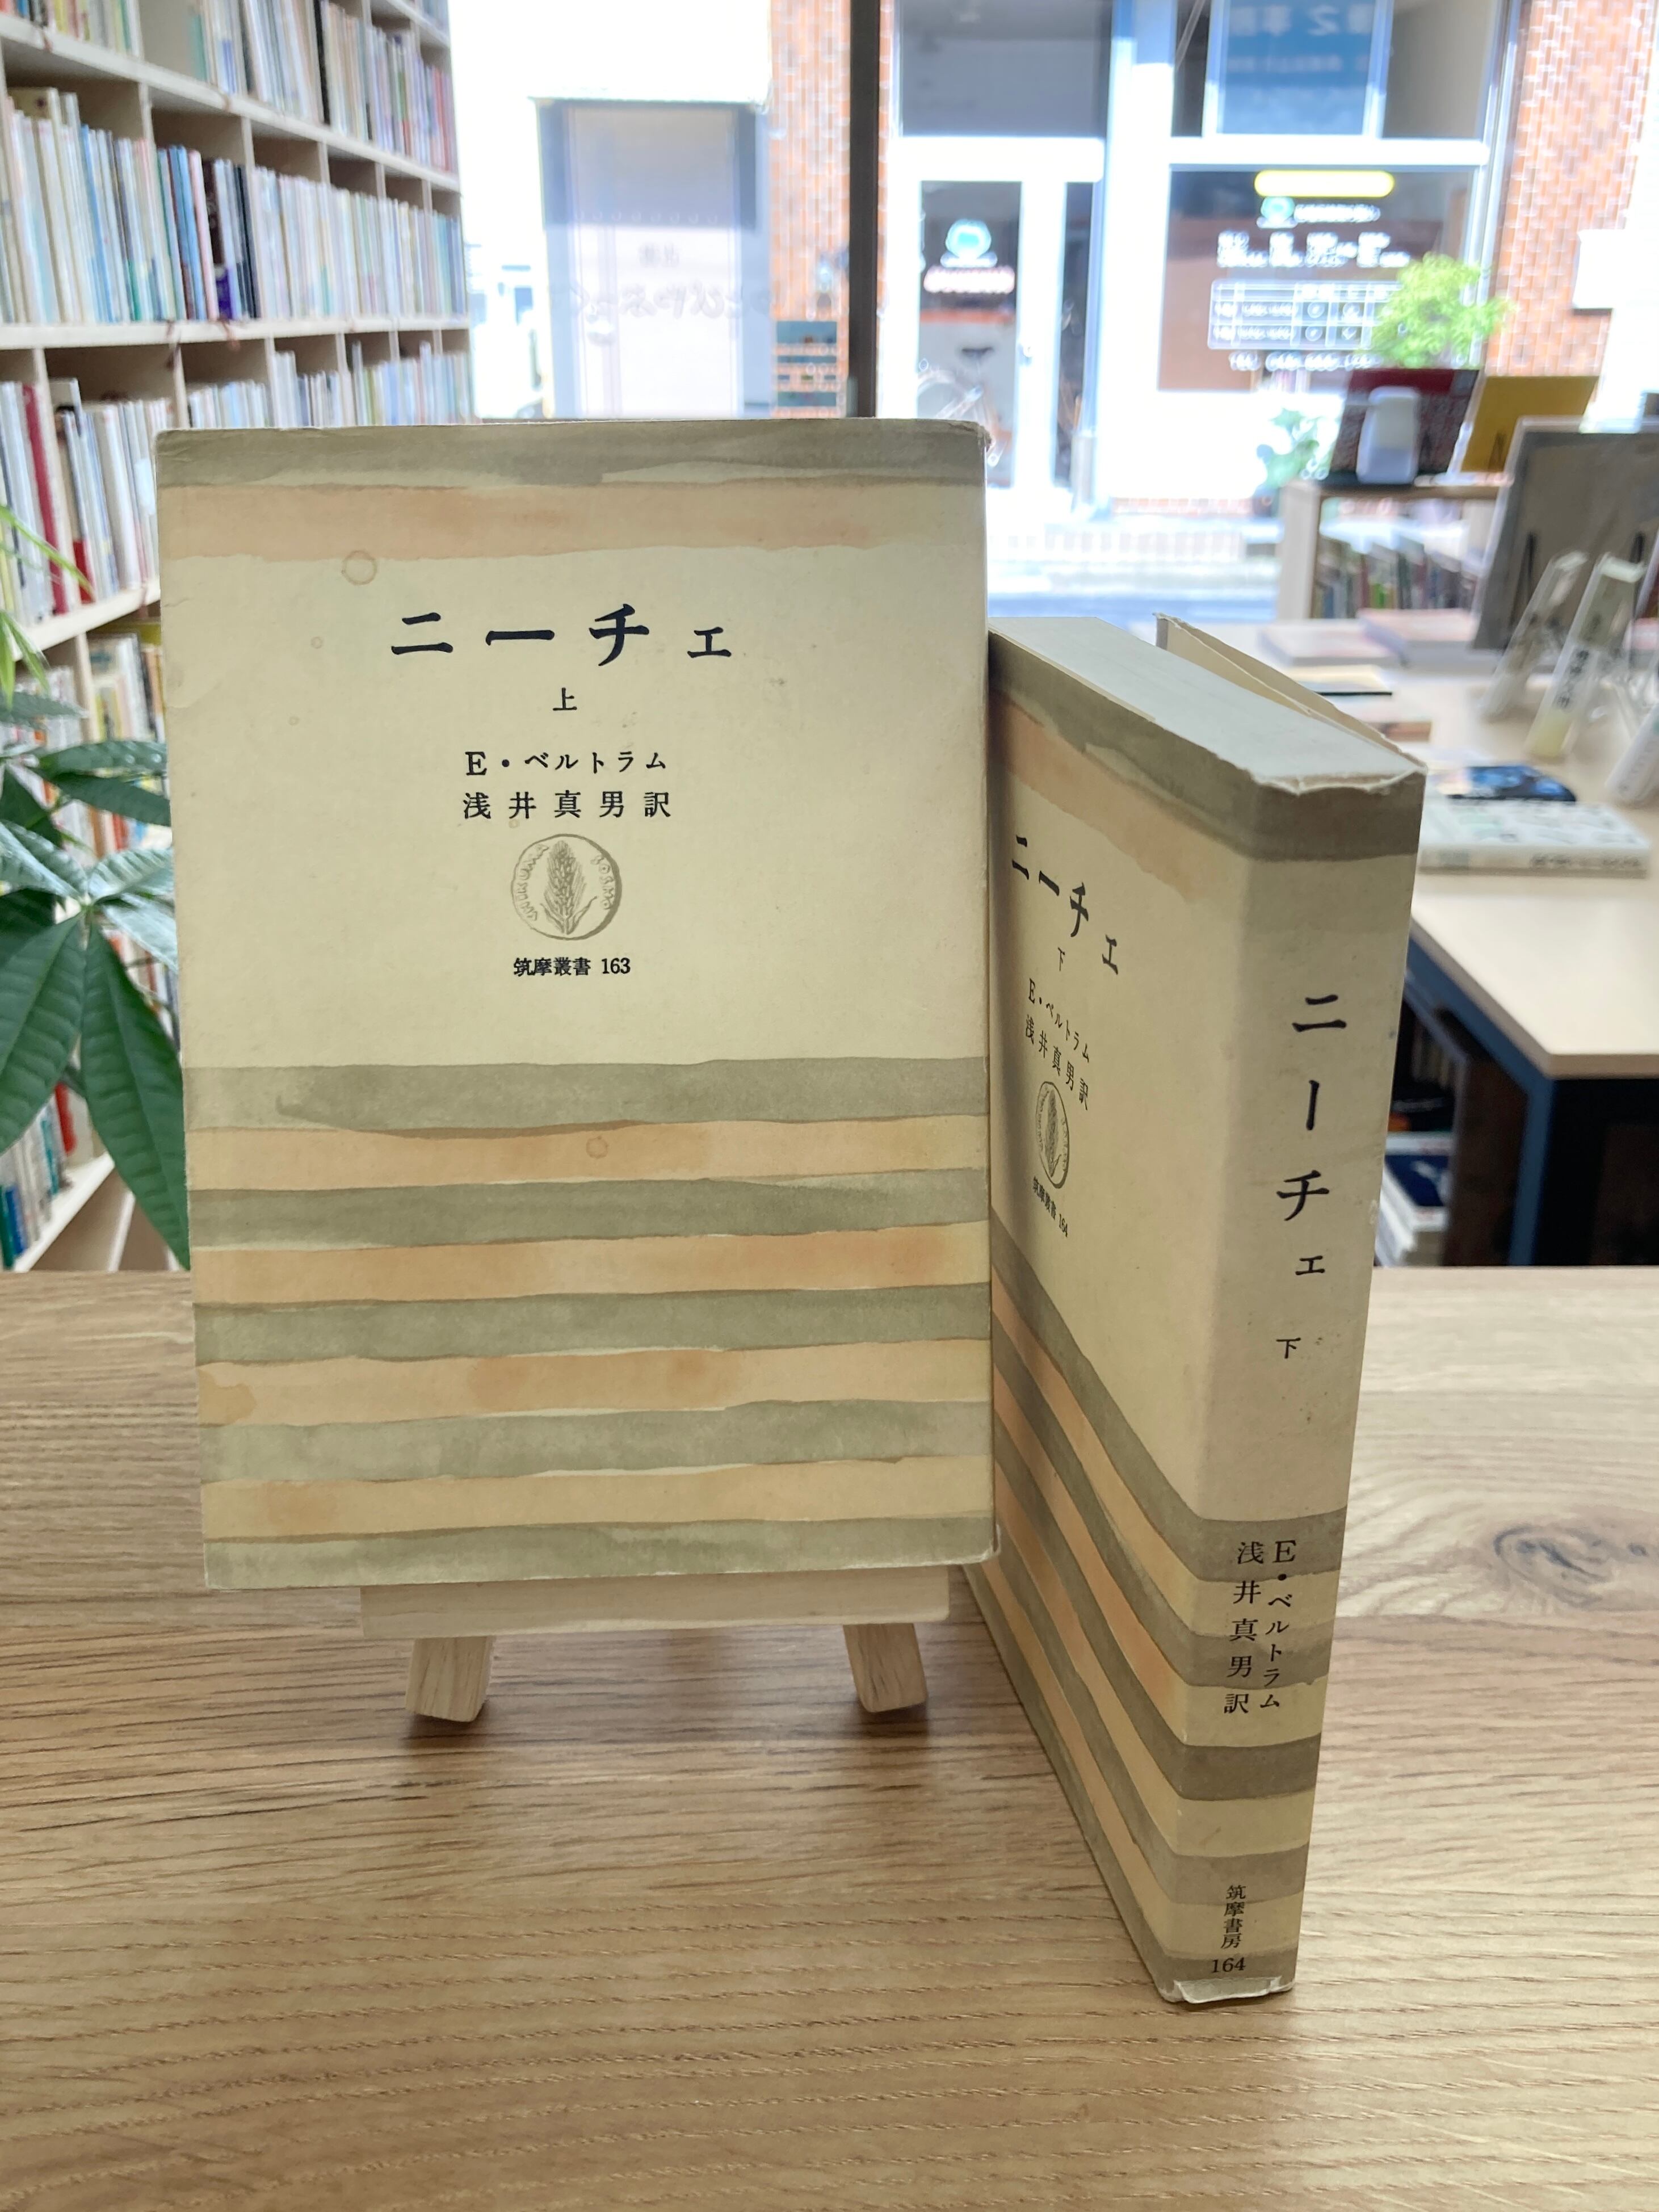 ニーチェ
上
E・ベルトラム
浅井真男訳
CHIKUMA SHOBO
筑摩叢書 163
ニーチェ
下
E・ベルトラム
浅井真男訳
筑摩叢書 164
ニーチェ
下
E・ベルトラム
浅井真男訳
筑摩書房
164